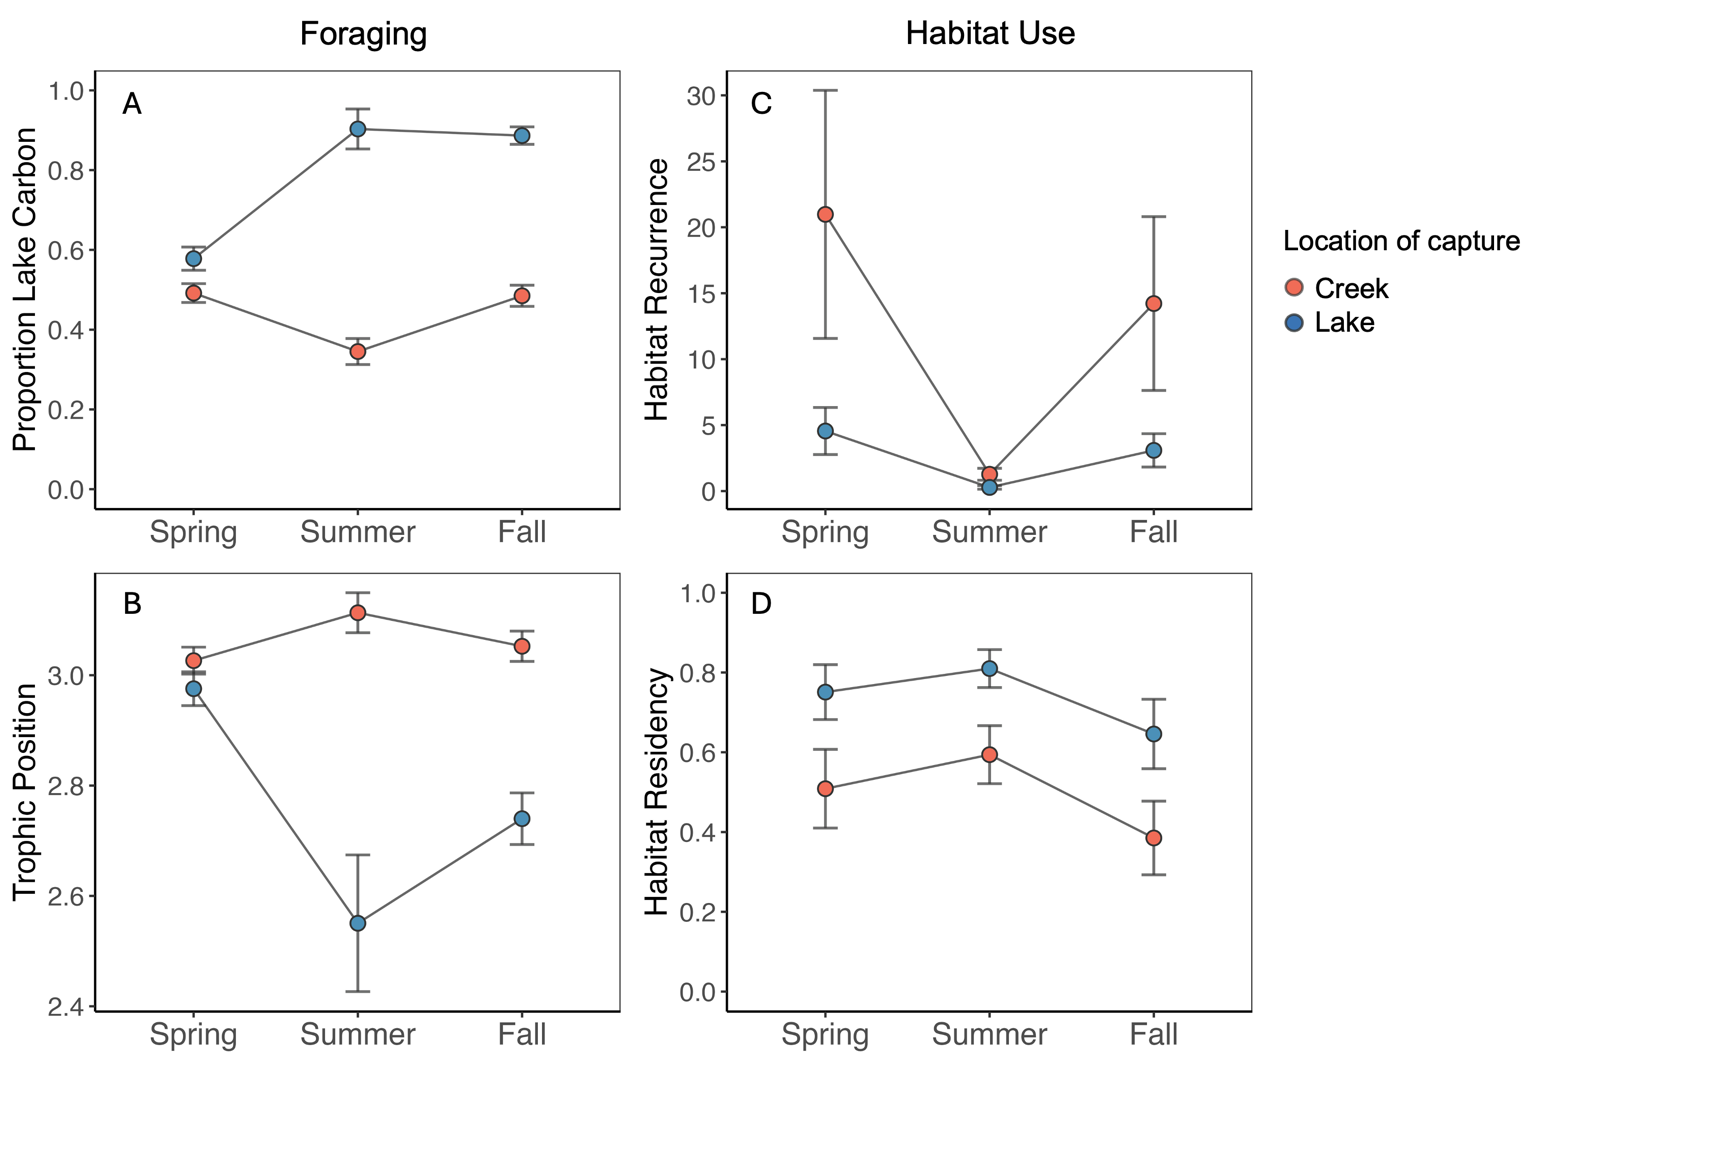 Foraging
Habitat Use
A
1.0
0.8
0.6
0.4
0.2
0.0
Proportion Lake Carbon
Spring Summer Fall
C
30
25
20
15
10
5
0
Habitat Recurrence
Spring Summer Fall
Location of capture
Creek
Lake
B
3.0
2.8
2.6
2.4
Trophic Position
Spring Summer Fall
D
1.0
0.8
0.6
0.4
0.2
0.0
Habitat Residency
Spring Summer Fall